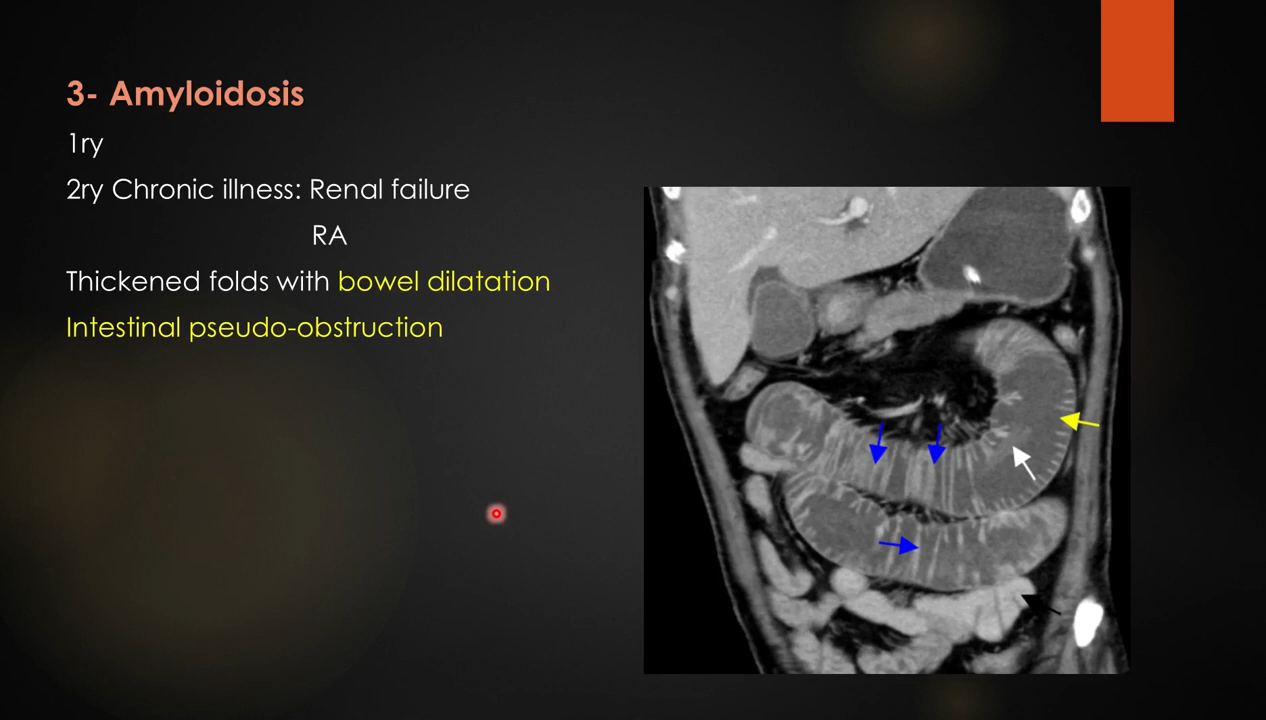 3- Amyloidosis
1ry
2ry Chronic illness: Renal failure
RA
Thickened folds with bowel dilatation
Intestinal pseudo-obstruction